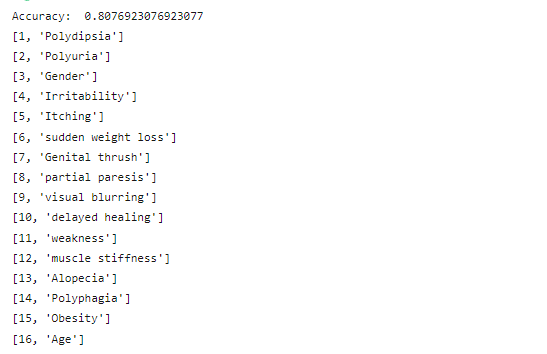 Accuracy:  0.8076923076923077
[1, 'Polydipsia']
[2, 'Polyuria']
[3, 'Gender']
[4, 'Irritability']
[5, 'Itching']
[6, 'sudden weight loss']
[7, 'Genital thrush']
[8, 'partial paresis']
[9, 'visual blurring']
[10, 'delayed healing']
[11, 'weakness']
[12, 'muscle stiffness']
[13, 'Alopecia']
[14, 'Polyphagia']
[15, 'Obesity']
[16, 'Age']